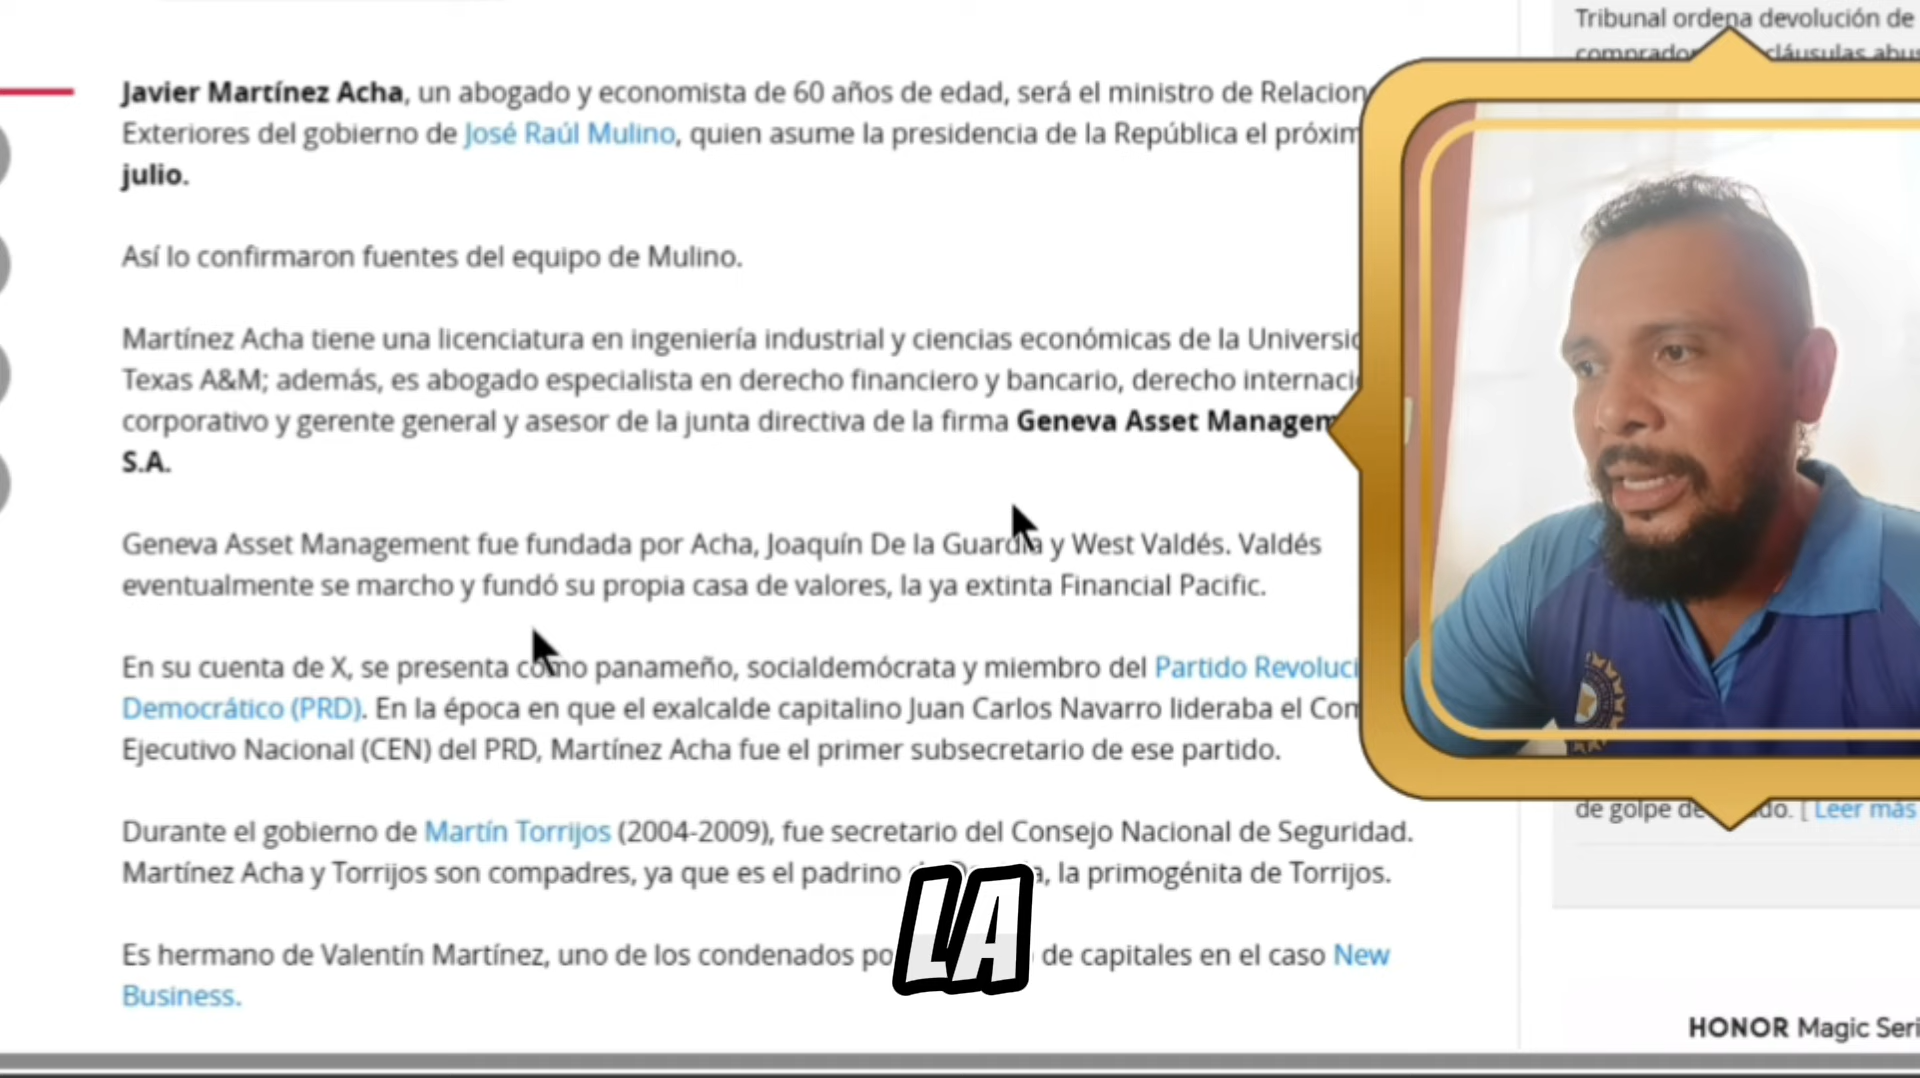 Javier Martínez Acha, un abogado y economista de 60 años de edad, será el ministro de Relacion
Exteriores del gobierno de José Raúl Mulino, quien asume la presidencia de la República el próxim
julio.
Así lo confirmaron fuentes del equipo de Mulino.
Martínez Acha tiene una licenciatura en ingeniería industrial y ciencias económicas de la Universid
Texas A&M; además, es abogado especialista en derecho financiero y bancario, derecho internaci
corporativo y gerente general y asesor de la junta directiva de la firma Geneva Asset Managem
S.A.
Geneva Asset Management fue fundada por Acha, Joaquín De la Guardia y West Valdés. Valdés
eventualmente se marcho y fundó su propia casa de valores, la ya extinta Financial Pacific.
En su cuenta de X, se presenta como panameño, socialdemócrata y miembro del Partido Revoluci
Democrático (PRD). En la época en que el exalcalde capitalino Juan Carlos Navarro lideraba el Com
Ejecutivo Nacional (CEN) del PRD, Martínez Acha fue el primer subsecretario de ese partido.
Durante el gobierno de Martín Torrijos (2004-2009), fue secretario del Consejo Nacional de Seguridad.
Martínez Acha y Torrijos son compadres, ya que es el padrino la primogénita de Torrijos.
Es hermano de Valentín Martínez, uno de los condenados de capitales en el caso New
Business.
LA
Tribunal ordena devolución de
cláusulas
de golpe de [ Leer más
HONOR Magic Seri